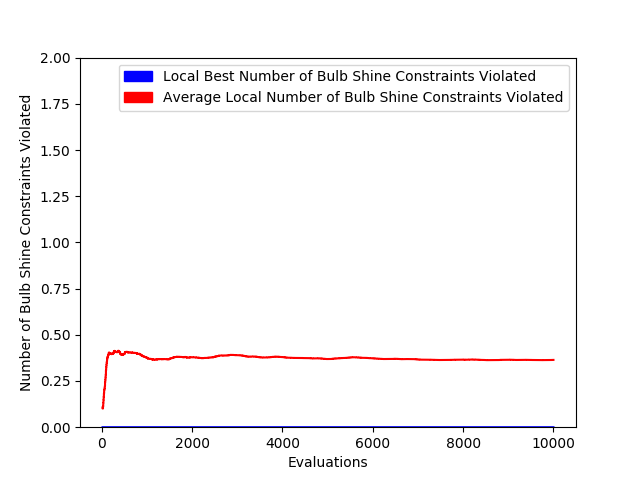 Local Best Number of Bulb Shine Constraints Violated
Average Local Number of Bulb Shine Constraints Violated
Number of Bulb Shine Constraints Violated
2.00
1.75
1.50
1.25
1.00
0.75
0.50
0.25
0.00
0 2000 4000 6000 8000 10000
Evaluations